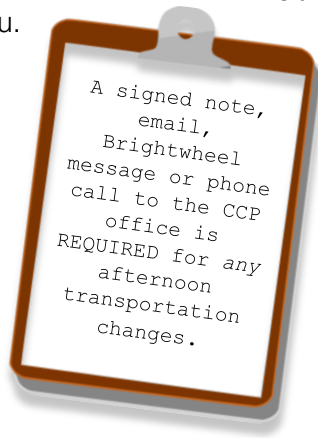 u.
A signed note,
email,
Brightwheel
message or phone
call to the CCP
office is
REQUIRED for any
afternoon
transportation
changes.